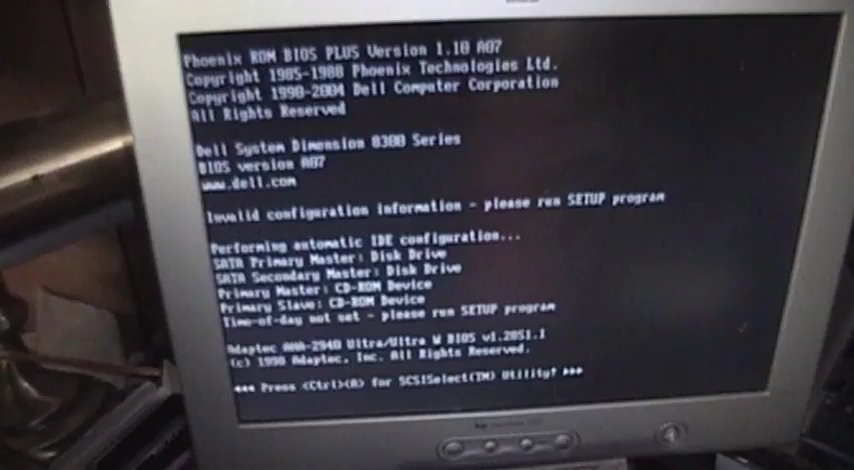 Phoenix ROM BIOS PLUS Version 1.10 A07
Copyright 1985-1988 Phoenix Technologies Ltd.
Copyright 1990-2004 Dell Computer Corporation
All Rights Reserved
Dell System Dimension 8300 Series
BIOS version A07
www.dell.com
Invalid configuration information - please run SETUP program
Performing automatic IDE configuration...
SATA Primary Master: Disk Drive
SATA Secondary Master: Disk Drive
Primary Master: CD-ROM Device
Primary Slave: CD-ROM Device
Time-of-day not set - please run SETUP program
Adaptec AHA-2940 Ultra/Ultra W BIOS v1.2851.1
(c) 1998 Adaptec, Inc. All Rights Reserved.
◄◄◄ Press <Ctrl><A> for SCSISelect(TM) Utility! ►►►
hp